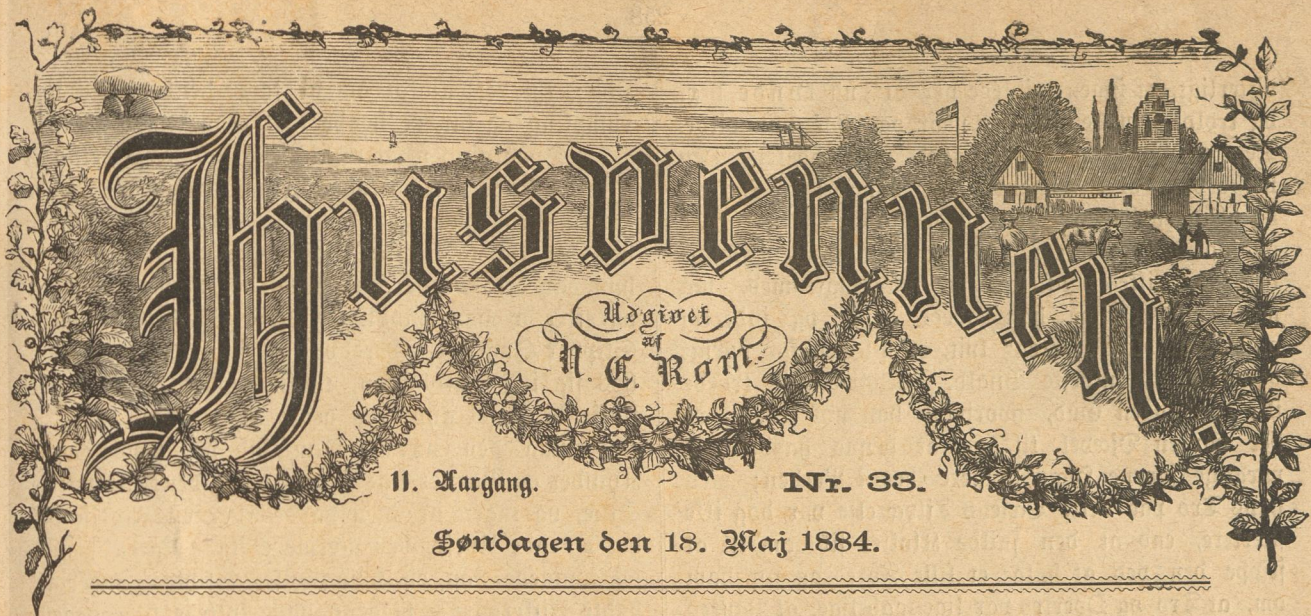 Husvennen.
Udgivet
af
N. C. Rom.
11. Aargang.
Nr. 33.
Søndagen den 18. Maj 1884.